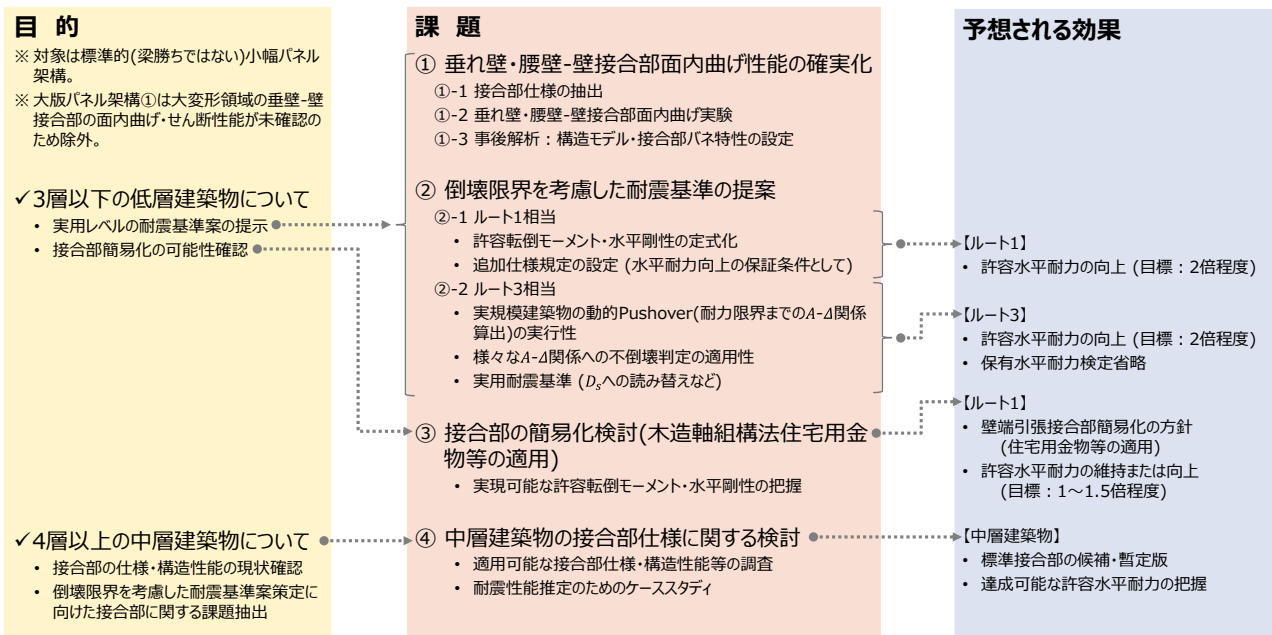 目 的
※ 対象は標準的(梁勝ちではない)小幅パネル
架構。
※ 大版パネル架構①は大変形領域の垂壁-壁
接合部の面内曲げ・せん断性能が未確認の
ため除外。
✓3層以下の低層建築物について
• 実用レベルの耐震基準案の提示
• 接合部簡易化の可能性確認
✓4層以上の中層建築物について
• 接合部の仕様・構造性能の現状確認
• 倒壊限界を考慮した耐震基準案策定に
向けた接合部に関する課題抽出
課 題
① 垂れ壁・腰壁-壁接合部面内曲げ性能の確実化
①-1 接合部仕様の抽出
①-2 垂れ壁・腰壁-壁接合部面内曲げ実験
①-3 事後解析：構造モデル・接合部バネ特性の設定
② 倒壊限界を考慮した耐震基準の提案
②-1 ルート1相当
• 許容転倒モーメント・水平剛性の定式化
• 追加仕様規定の設定 (水平耐力向上の保証条件として)
②-2 ルート3相当
• 実規模建築物の動的Pushover(耐力限界までのA-Δ関係
算出)の実行性
• 様々なA-Δ関係への不倒壊判定の適用性
• 実用耐震基準 (Dsへの読み替えなど)
③ 接合部の簡易化検討(木造軸組構法住宅用金
物等の適用)
• 実現可能な許容転倒モーメント・水平剛性の把握
④ 中層建築物の接合部仕様に関する検討
• 適用可能な接合部仕様・構造性能等の調査
• 耐震性能推定のためのケーススタディ
予想される効果
【ルート1】
• 許容水平耐力の向上 (目標：2倍程度)
【ルート3】
• 許容水平耐力の向上 (目標：2倍程度)
• 保有水平耐力検定省略
【ルート1】
• 壁端引張接合部簡易化の方針
(住宅用金物等の適用)
• 許容水平耐力の維持または向上
(目標：1～1.5倍程度)
【中層建築物】
• 標準接合部の候補・暫定版
• 達成可能な許容水平耐力の把握